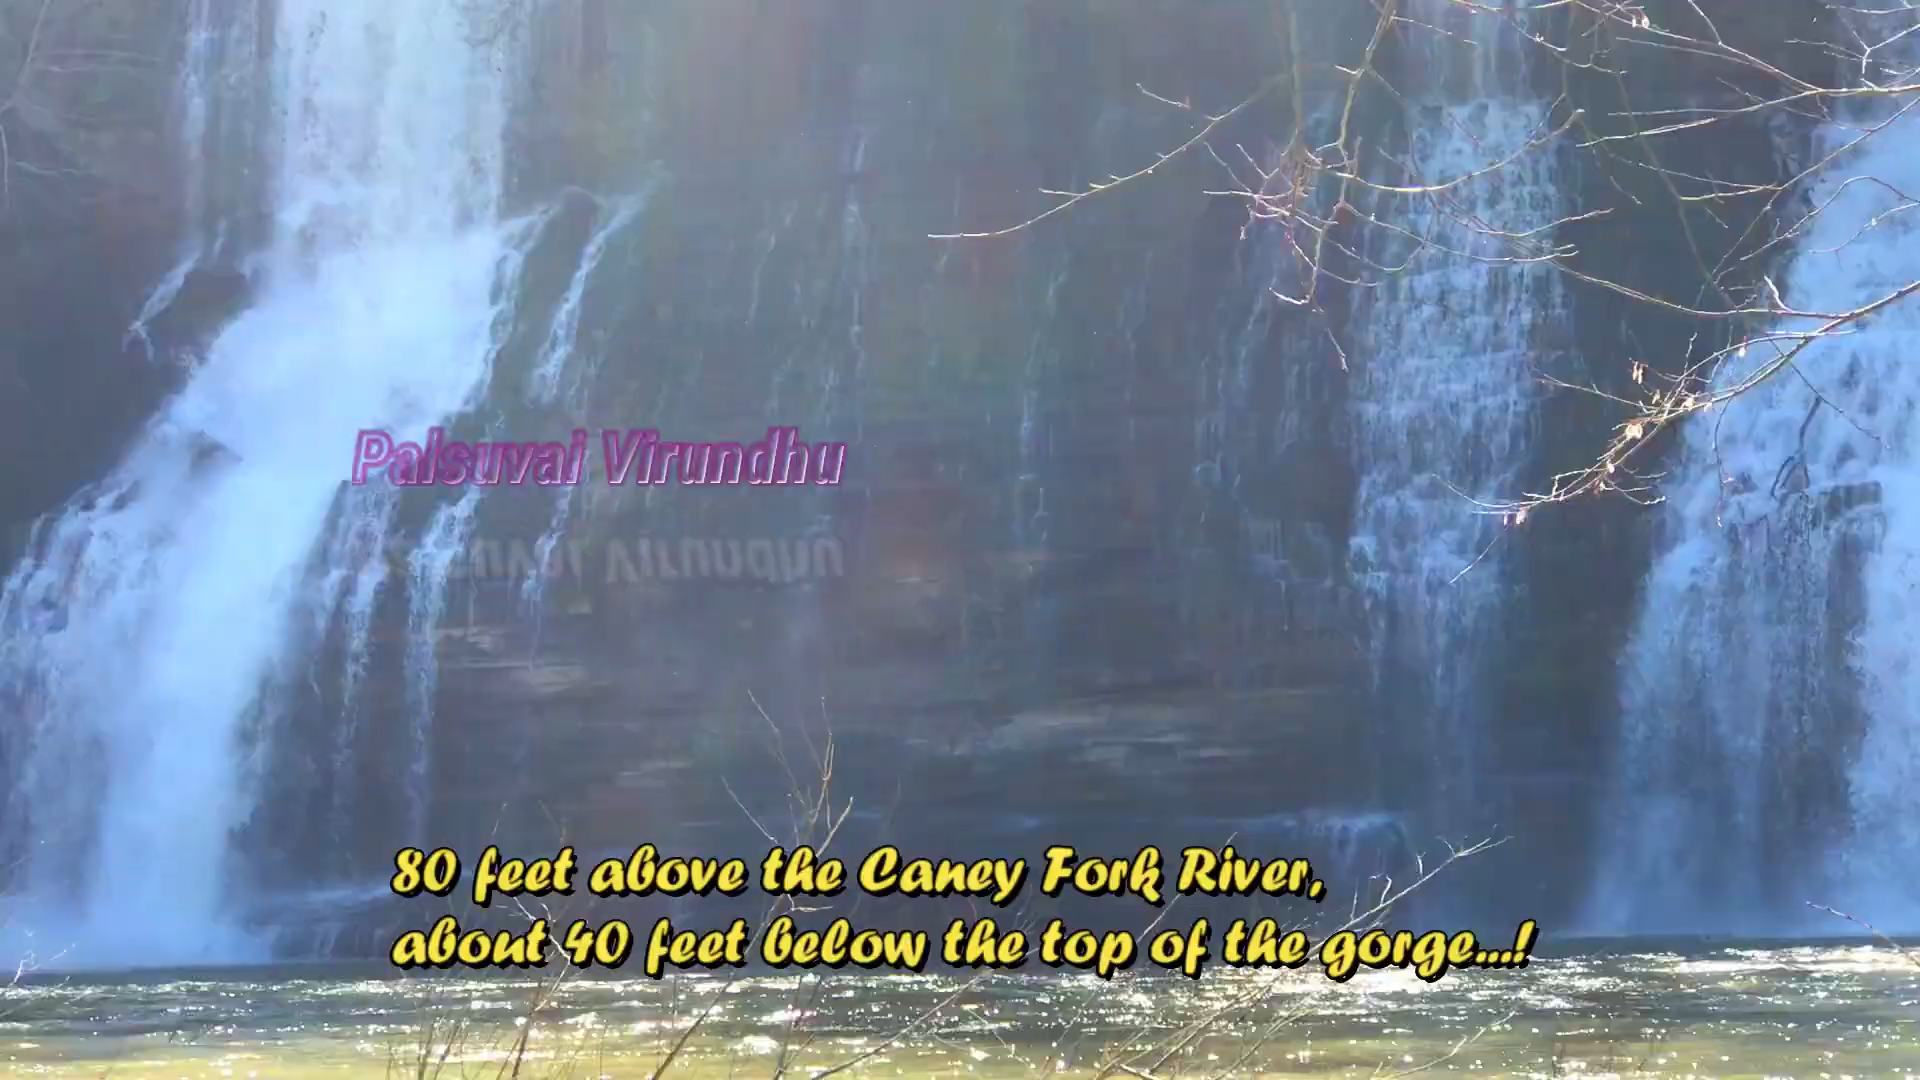 Palsuvai Virundhu
80 feet above the Caney Fork River,
about 40 feet below the top of the gorge...!